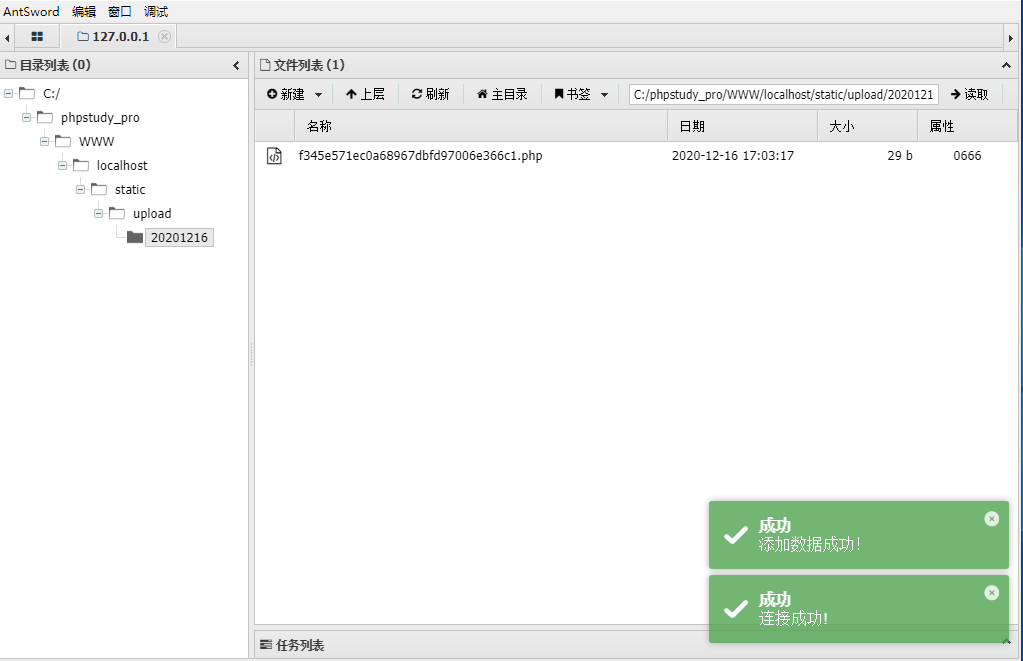 AntSword 编辑 窗口 调试
127.0.0.1
目录列表 (0)
C:/
phpstudy_pro
WWW
localhost
static
upload
20201216
文件列表 (1)
新建 上层 刷新 主目录 书签 C:/phpstudy_pro/WWW/localhost/static/upload/2020121 读取
名称 日期 大小 属性
f345e571ec0a68967dbfd97006e366c1.php 2020-12-16 17:03:17 29 b 0666
成功
添加数据成功!
成功
连接成功!
任务列表